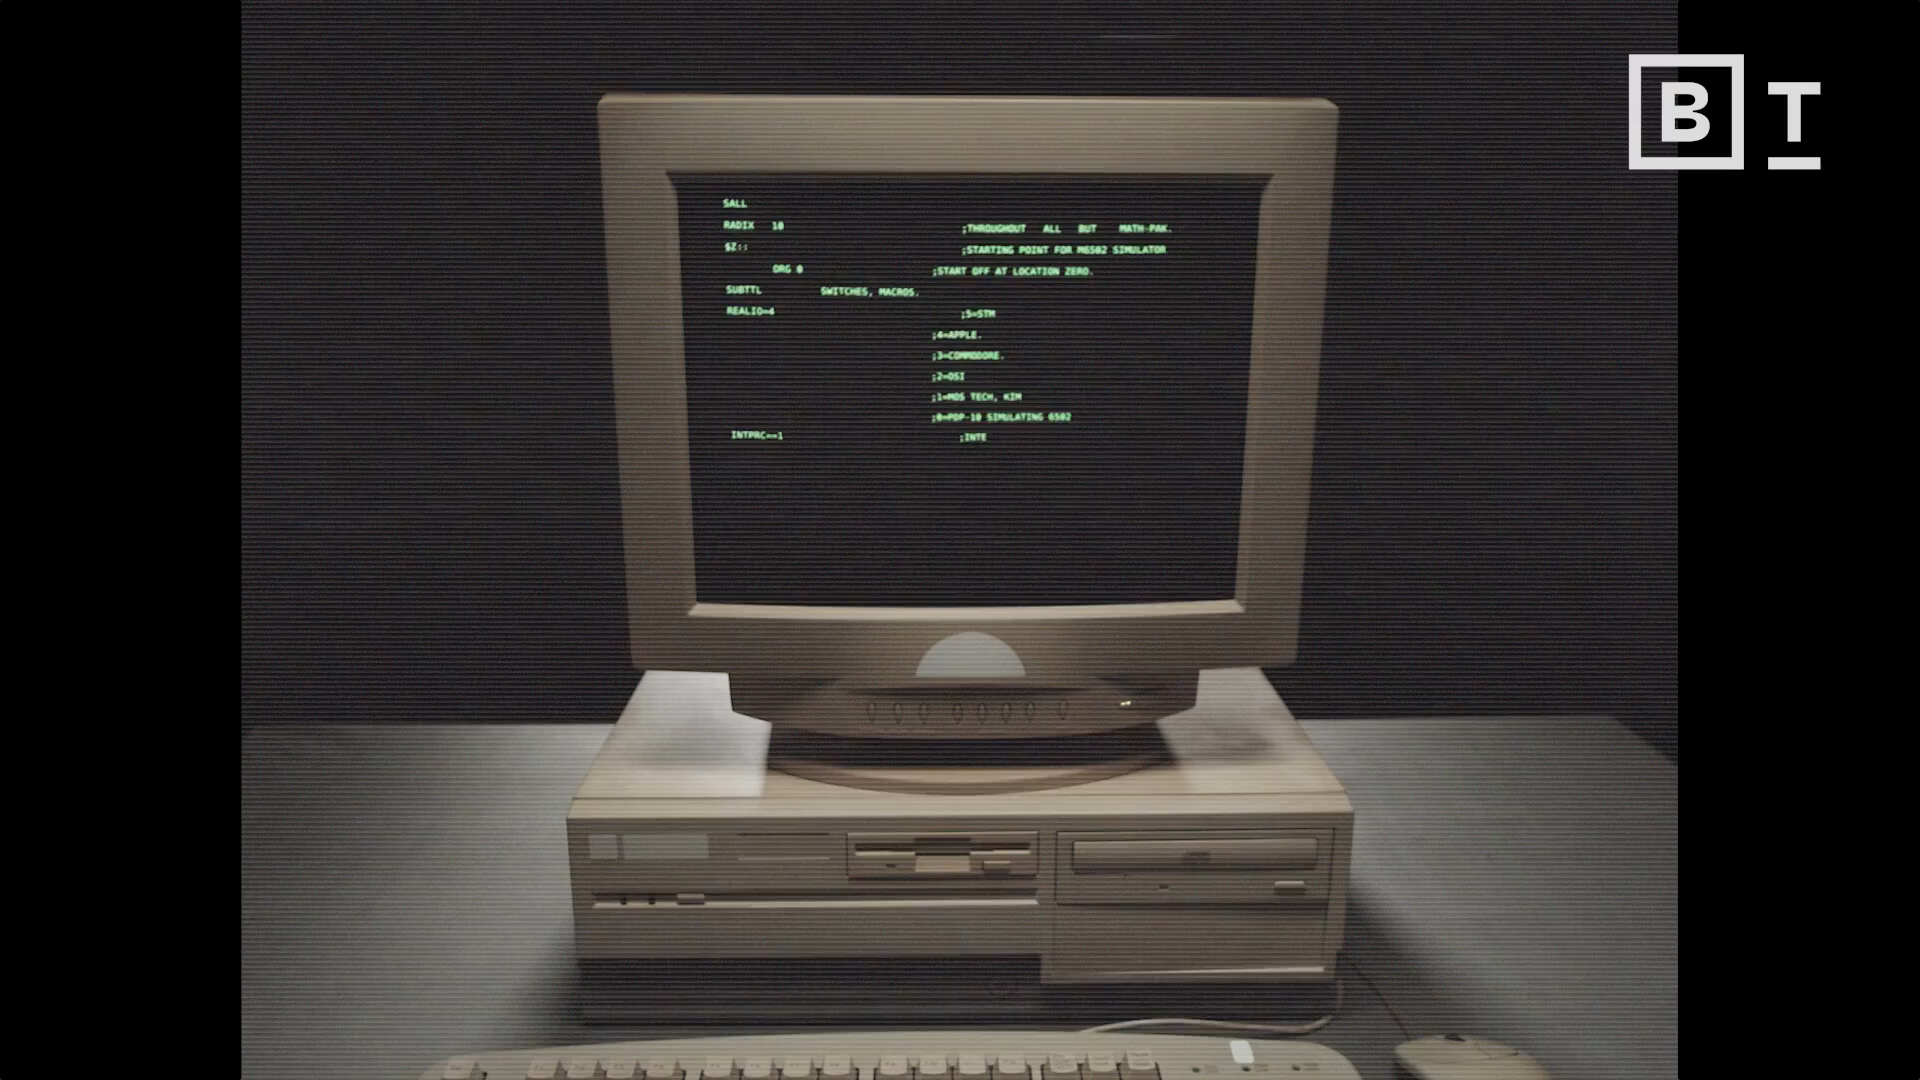 B T
SALL
RADIX 10 ;THROUGHOUT ALL BUT MATH-PAK.
$Z:: ;STARTING POINT FOR M6502 SIMULATOR
ORG 0 ;START OFF AT LOCATION ZERO.
SUBTTL SWITCHES, MACROS.
REALIO=4 ;5=STM
;4=APPLE.
;3=COMMODORE.
;2=OSI
;1=MOS TECH, KIM
;0=PDP-10 SIMULATING 6502
INTPRC==1 ;INTE